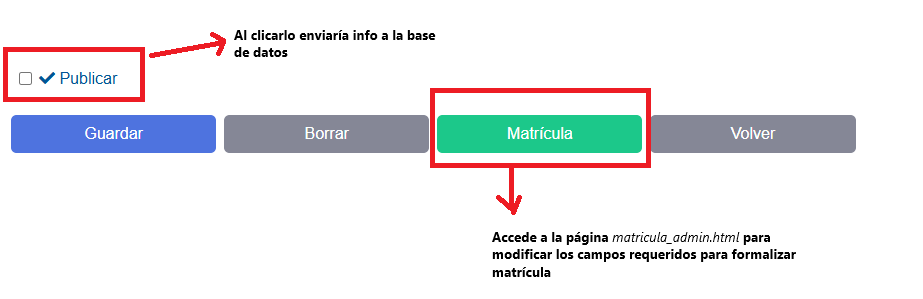 Al clicarlo enviaría info a la base
de datos
Publicar
Guardar
Borrar
Matrícula
Volver
Accede a la página matricula_admin.html para
modificar los campos requeridos para formalizar
matrícula